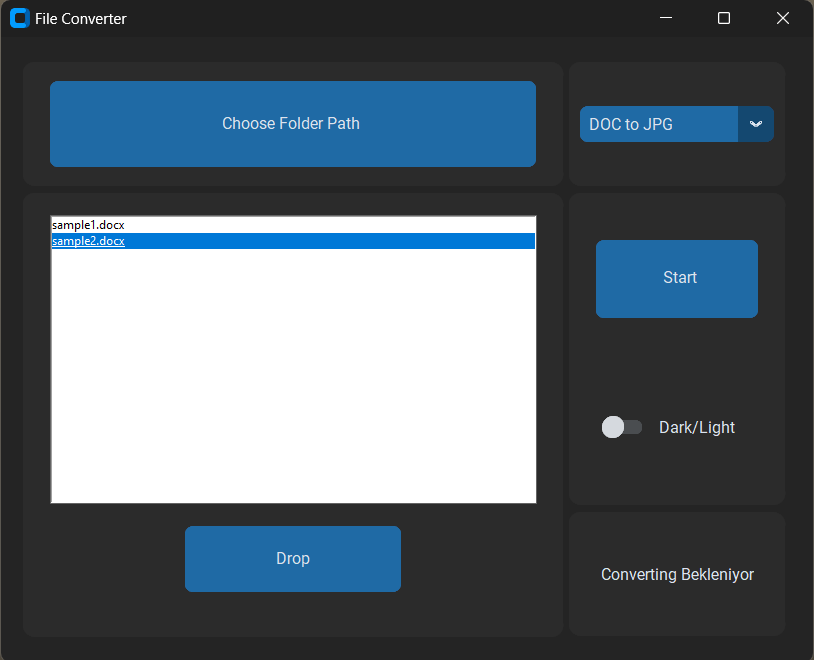 File Converter
Choose Folder Path
DOC to JPG
sample1.docx
sample2.docx
Start
Dark/Light
Drop
Converting Bekleniyor